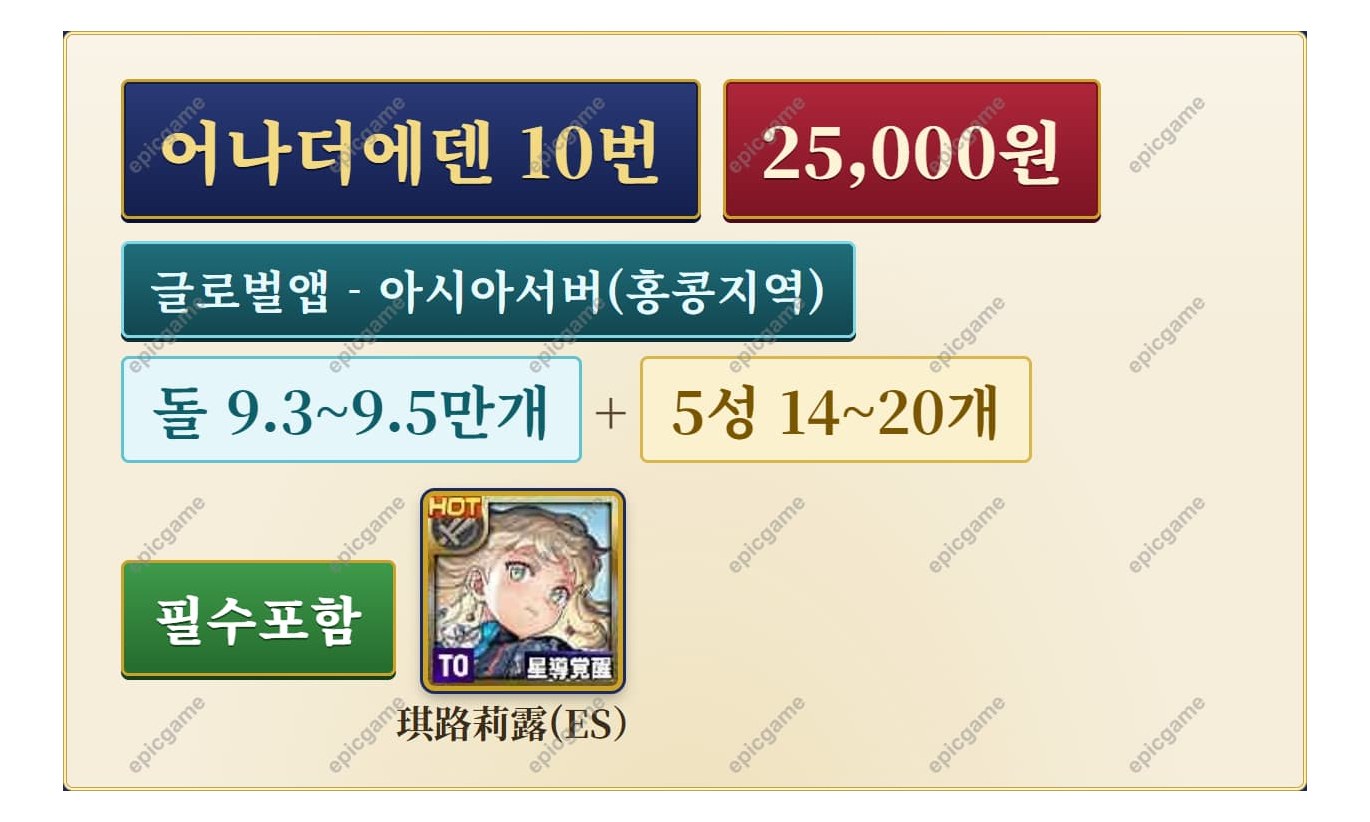 어나더에덴 10번 25,000원
글로벌앱 - 아시아서버(홍콩지역)
돌 9.3~9.5만개 + 5성 14~20개
HOT
필수포함
TO 星導覚醒
琪路莉露(ES)
epicgame